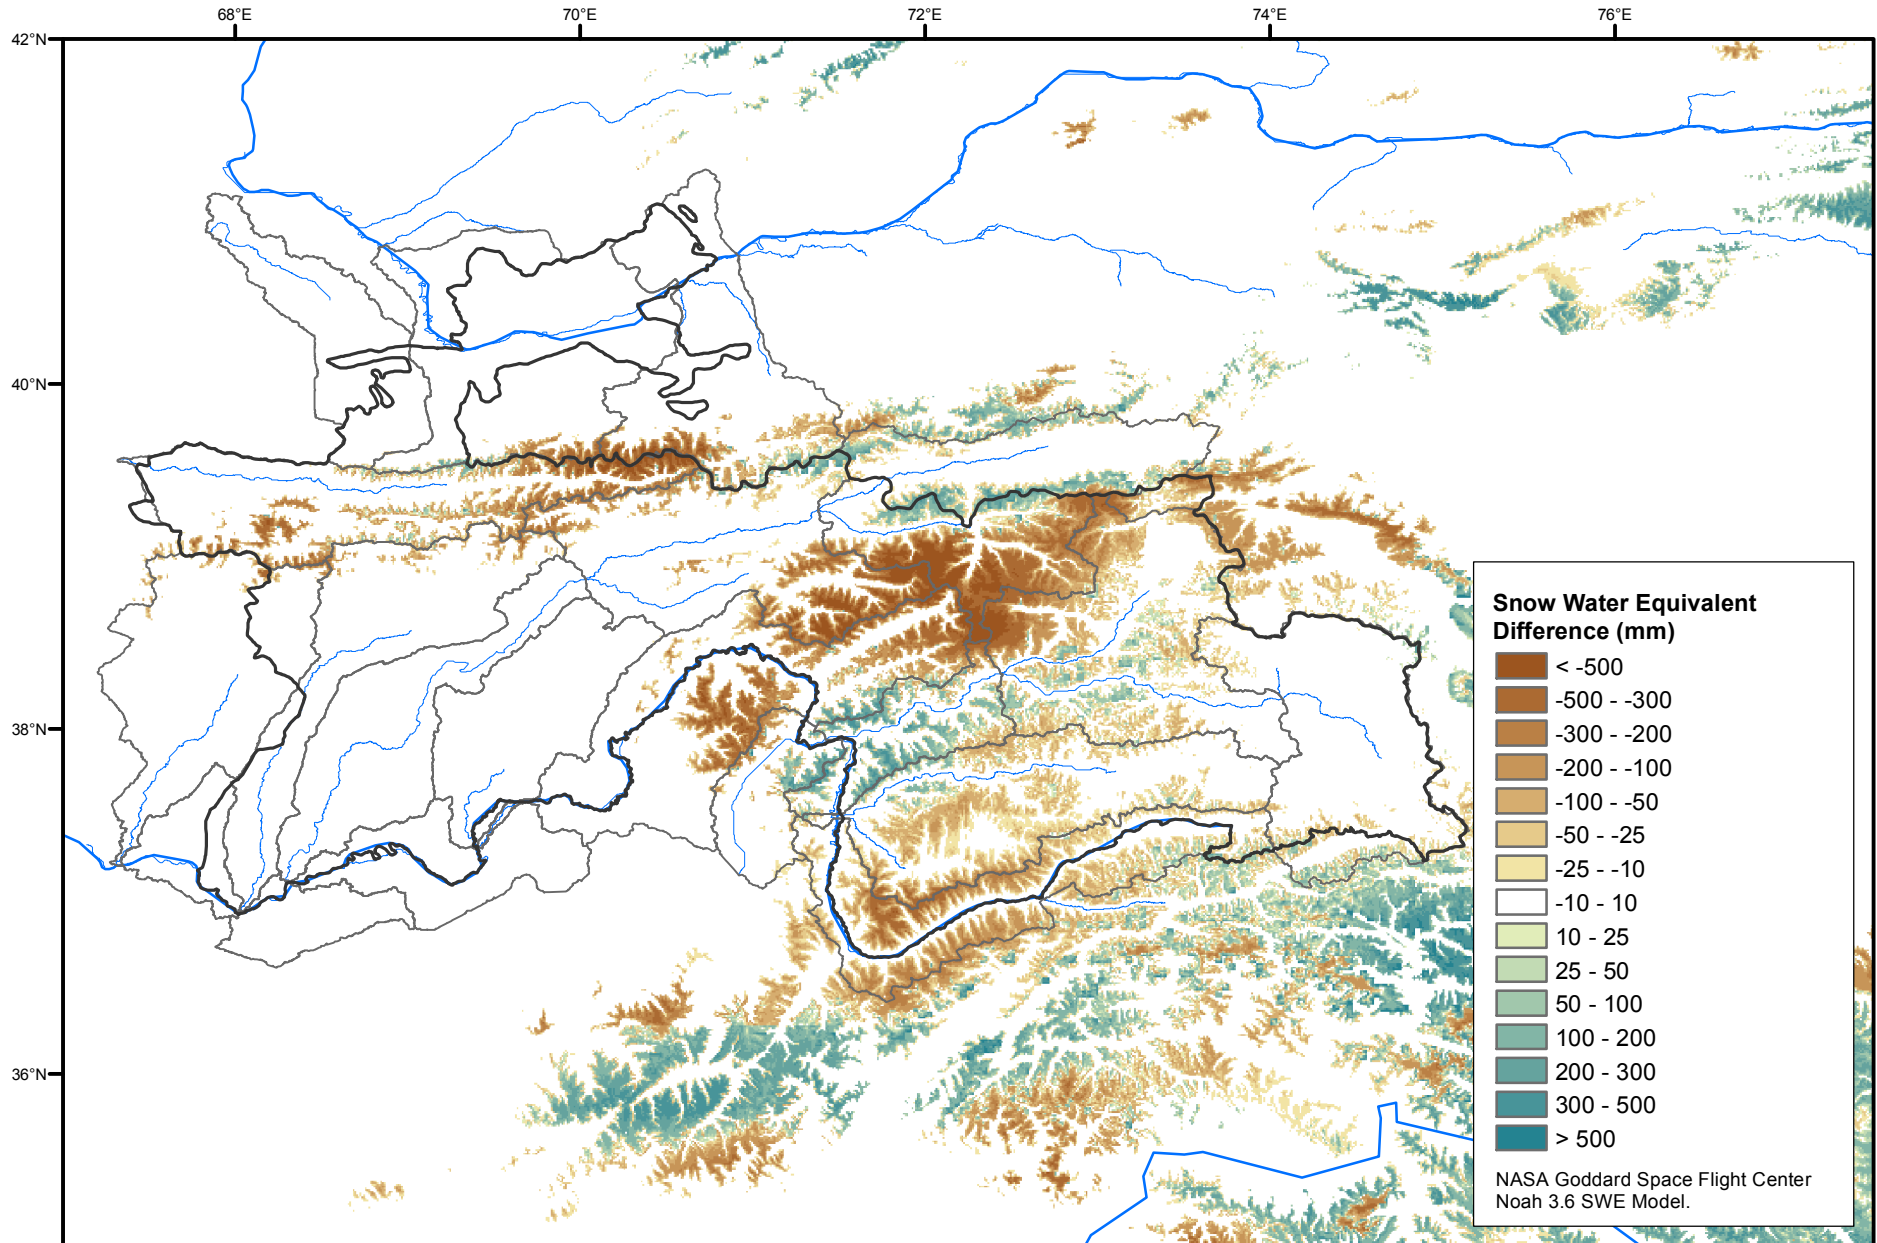 68°E
70°E
72°E
74°E
76°E
42°N
40°N
38°N
36°N
Snow Water Equivalent
Difference (mm)
< -500
-500 - -300
-300 - -200
-200 - -100
-100 - -50
-50 - -25
-25 - -10
-10 - 10
10 - 25
25 - 50
50 - 100
100 - 200
200 - 300
300 - 500
> 500
NASA Goddard Space Flight Center
Noah 3.6 SWE Model.